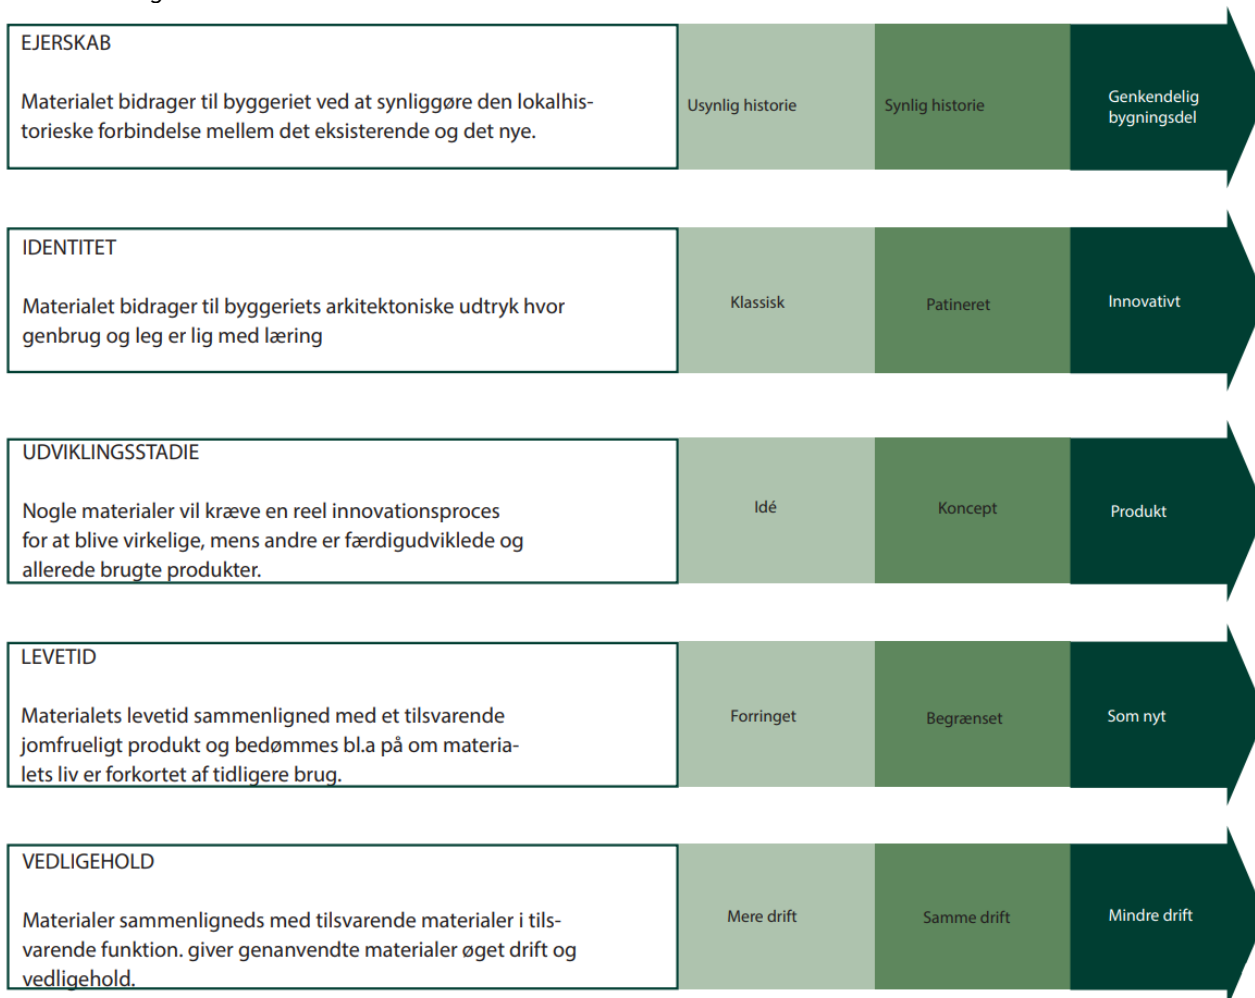 EJERSKAB
Materialet bidrager til byggeriet ved at synliggøre den lokalhis-
torieske forbindelse mellem det eksisterende og det nye.
Usynlig historie
Synlig historie
Genkendelig
bygningsdel
IDENTITET
Materialet bidrager til byggeriets arkitektoniske udtryk hvor
genbrug og leg er lig med læring
Klassisk
Patineret
Innovativt
UDVIKLINGSSTADIE
Nogle materialer vil kræve en reel innovationsproces
for at blive virkelige, mens andre er færdigudviklede og
allerede brugte produkter.
Idé
Koncept
Produkt
LEVETID
Materialets levetid sammenlignet med et tilsvarende
jomfrueligt produkt og bedømmes bl.a på om materia-
lets liv er forkortet af tidligere brug.
Forringet
Begrænset
Som nyt
VEDLIGEHOLD
Materialer sammenligneds med tilsvarende materialer i tils-
varende funktion. giver genanvendte materialer øget drift og
vedligehold.
Mere drift
Samme drift
Mindre drift